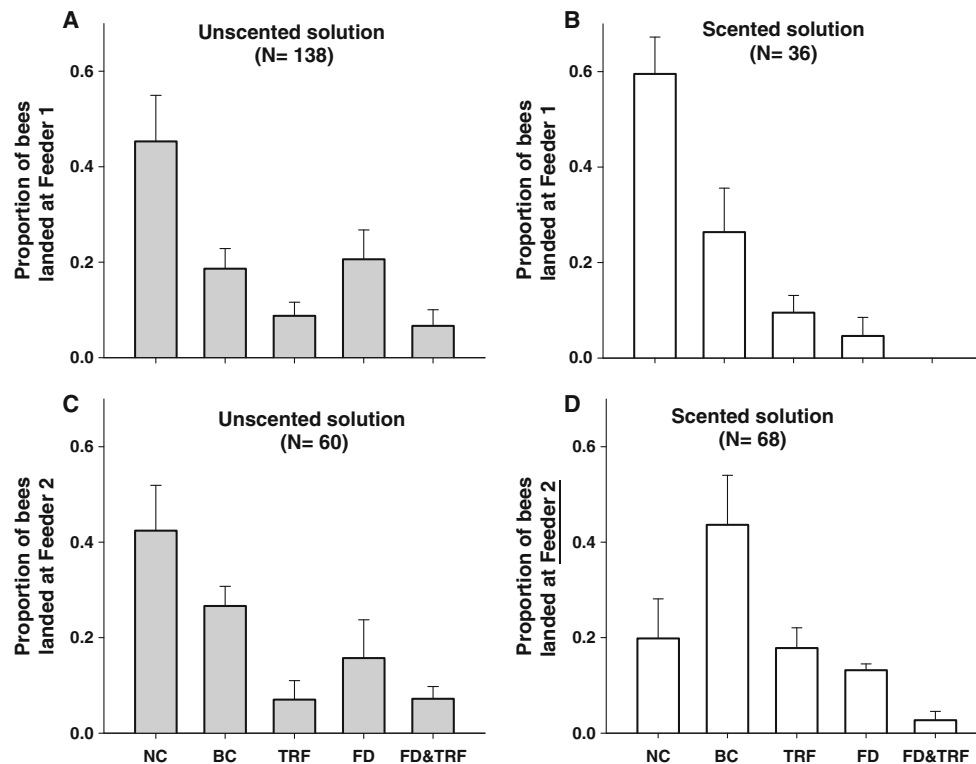 A
Unscented solution
(N= 138)
Proportion of bees
landed at Feeder 1
0.6
0.4
0.2
0.0
B
Scented solution
(N= 36)
Proportion of bees
landed at Feeder 1
0.6
0.4
0.2
0.0
C
Unscented solution
(N= 60)
Proportion of bees
landed at Feeder 2
0.6
0.4
0.2
0.0
NC BC TRF FD FD&TRF
D
Scented solution
(N= 68)
Proportion of bees
landed at Feeder 2
0.6
0.4
0.2
0.0
NC BC TRF FD FD&TRF